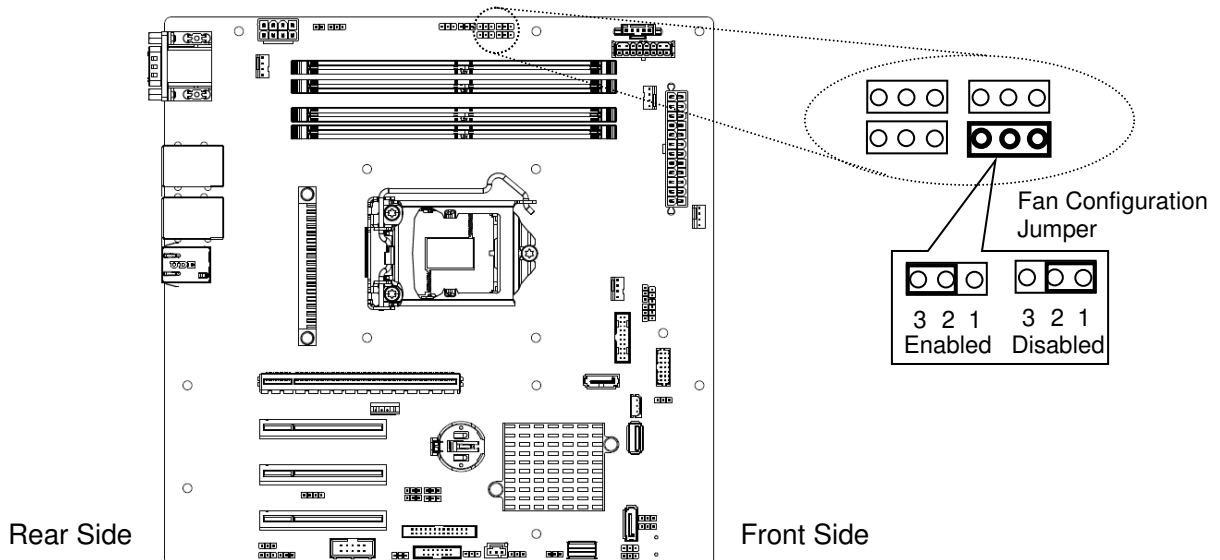 Fan Configuration
Jumper
3 2 1
Enabled
3 2 1
Disabled
Rear Side
Front Side